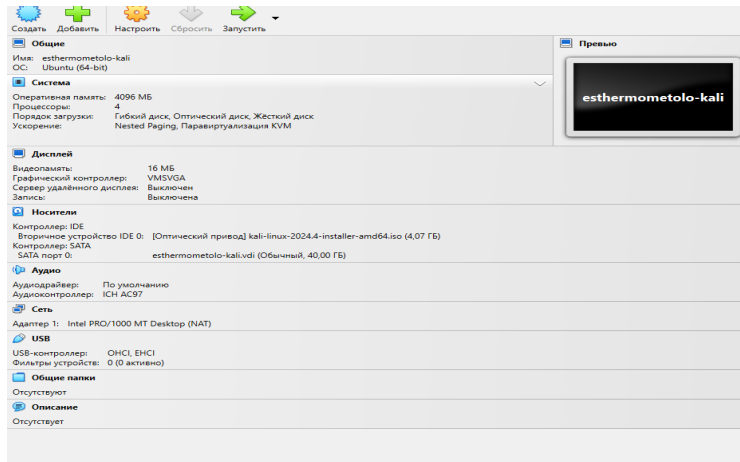 Создать Добавить Настроить Сбросить Запустить
Общие
Имя: esthermometolo-kali
ОС: Ubuntu (64-bit)
Превью
esthermometolo-kali
Система
Оперативная память: 4096 МБ
Процессоры: 4
Порядок загрузки: Гибкий диск, Оптический диск, Жёсткий диск
Ускорение: Nested Paging, Паравиртуализация KVM
Дисплей
Видеопамять: 16 МБ
Графический контроллер: VMSVGA
Сервер удалённого дисплея: Выключен
Запись: Выключена
Носители
Контроллер: IDE
Вторичное устройство IDE 0: [Оптический привод] kali-linux-2024.4-installer-amd64.iso (4,07 ГБ)
Контроллер: SATA
SATA порт 0: esthermometolo-kali.vdi (Обычный, 40,00 ГБ)
Аудио
Аудиодрайвер: По умолчанию
Аудиоконтроллер: ICH AC97
Сеть
Адаптер 1: Intel PRO/1000 MT Desktop (NAT)
USB
USB-контроллер: OHCI, EHCI
Фильтры устройств: 0 (0 активно)
Общие папки
Отсутствуют
Описание
Отсутствует